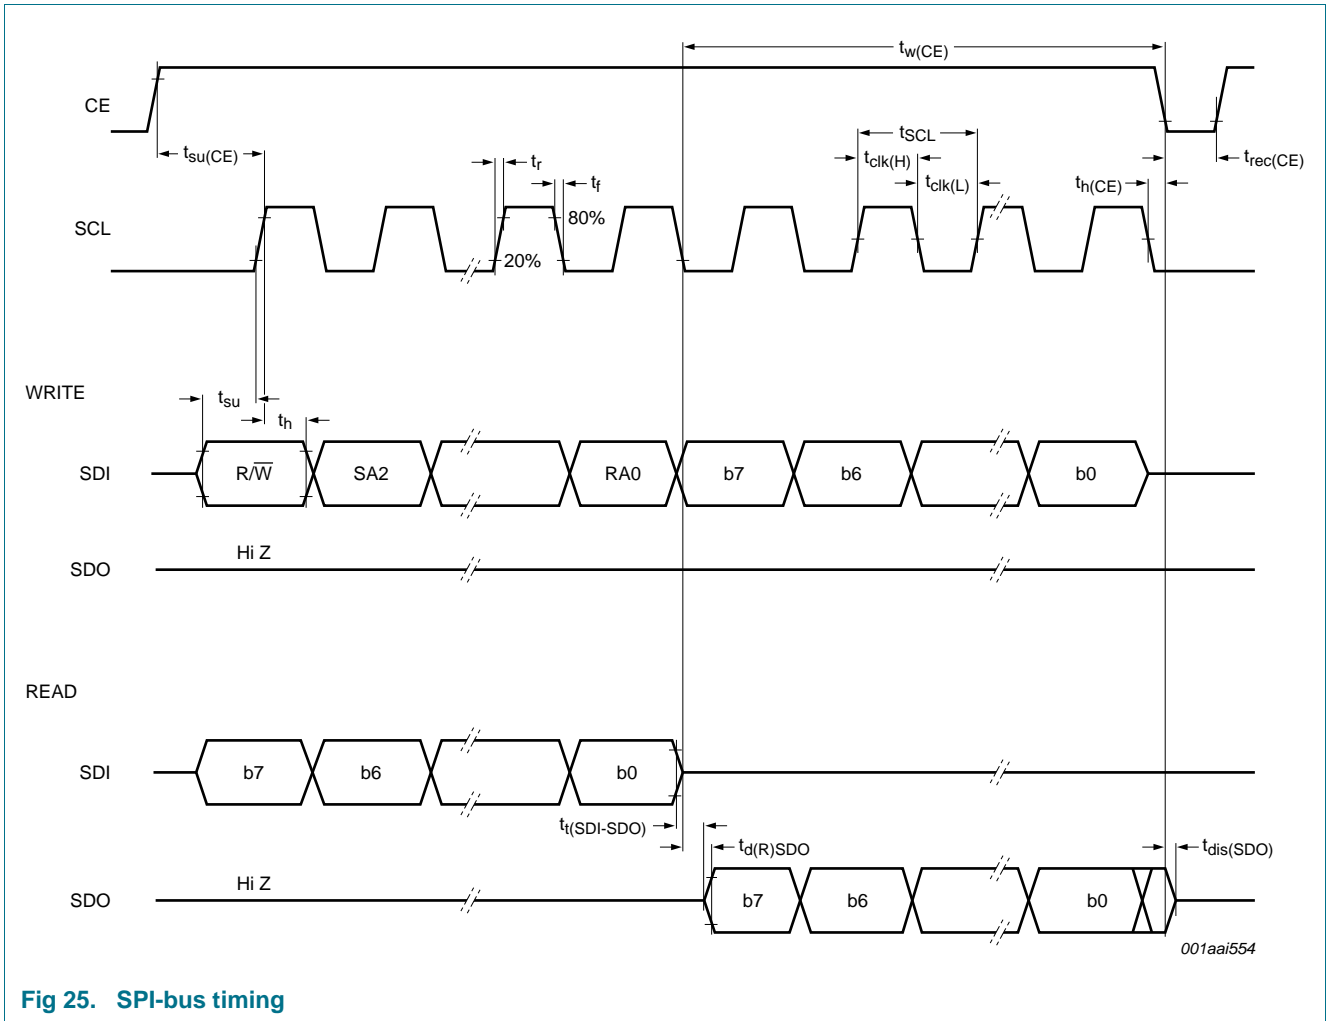 tw(CE)
CE
tSCL
tsu(CE)
tr
tclk(H)
trec(CE)
tf
tclk(L)
th(CE)
SCL
80%
20%
WRITE
tsu
th
SDI R/W̅ SA2 RA0 b7 b6 b0
Hi Z
SDO
READ
SDI b7 b6 b0
tt(SDI-SDO)
td(R)SDO
tdis(SDO)
Hi Z
SDO b7 b6 b0
001aai554
Fig 25. SPI-bus timing